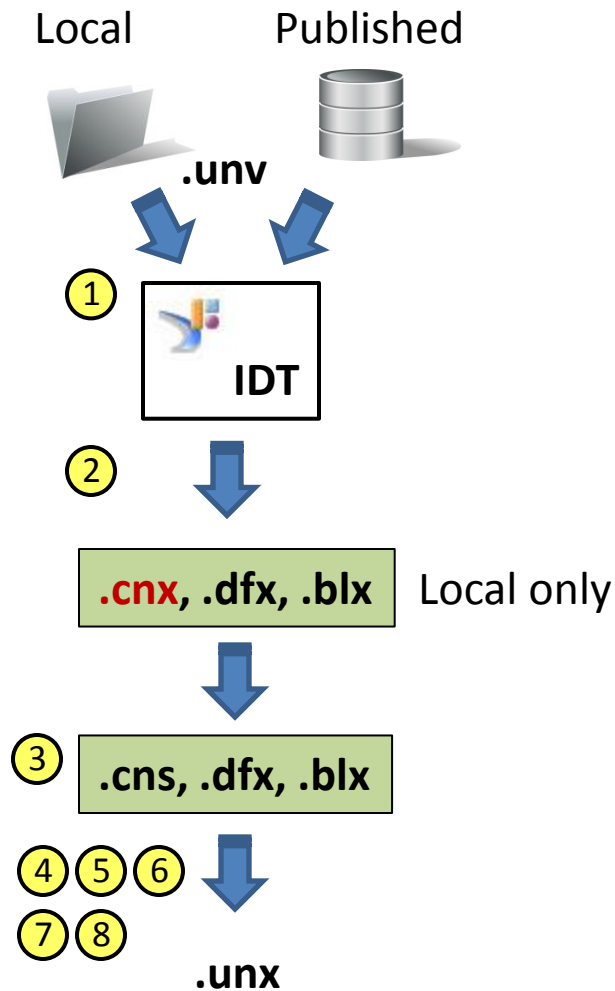 Local Published
.unv
1
IDT
2
.cnx, .dfx, .blx Local only
3
.cns, .dfx, .blx
4 5 6
7 8
.unx